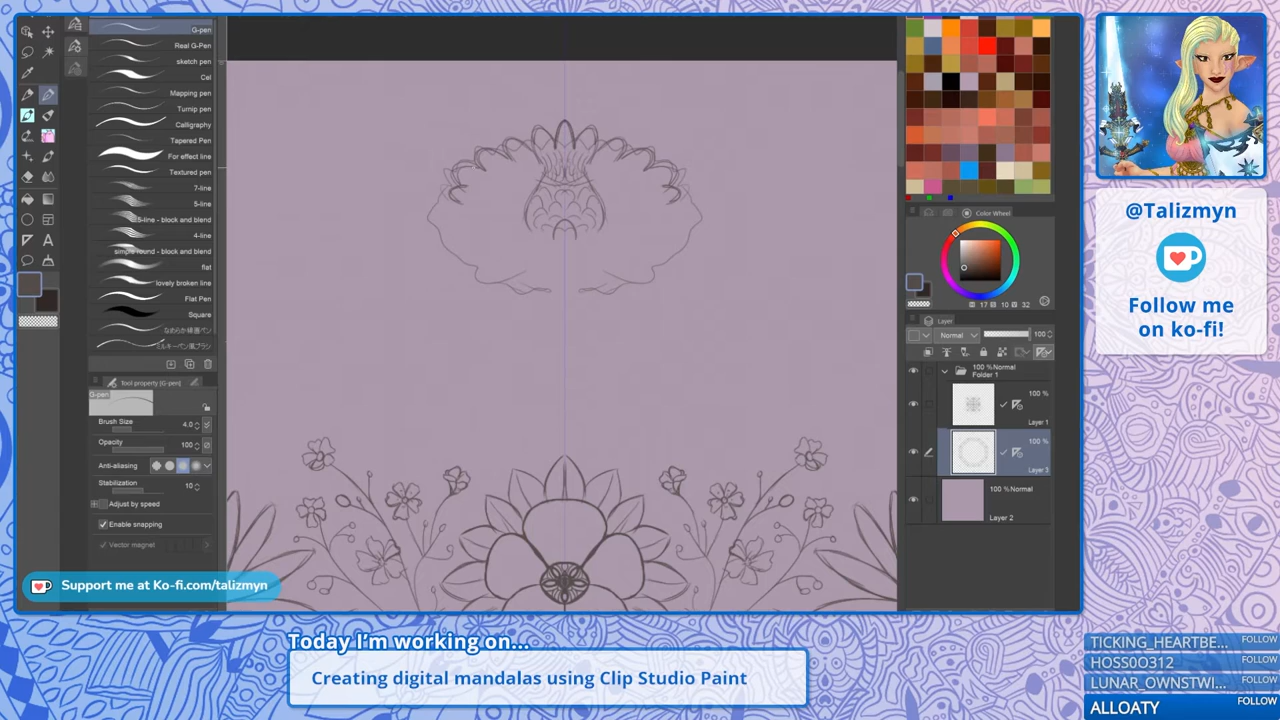 G-pen
Real G-Pen
sketch pen
Cel
Mapping pen
Turnip pen
Calligraphy
Tapered Pen
For effect line
Textured pen
7-line
5-line
5-line - block and blend
4-line
simple round - block and blend
flat
lovely broken line
Flat Pen
Square
Tool property [G-pen]
G-pen
Brush Size 4.0
Opacity 100
Anti-aliasing
Stabilization 10
Adjust by speed
Enable snapping
Vector magnet
Color Wheel
17 10 32
Layer
Normal 100
100 % Normal
Folder 1
100 %
Layer 1
100 %
Layer 3
100 % Normal
Layer 2
@Talizmyn
Follow me
on ko-fi!
Support me at Ko-fi.com/talizmyn
Today I'm working on...
Creating digital mandalas using Clip Studio Paint
TICKING_HEARTBE... FOLLOW
HOSS0O312 FOLLOW
LUNAR_OWNSTWI... FOLLOW
ALLOATY FOLLOW